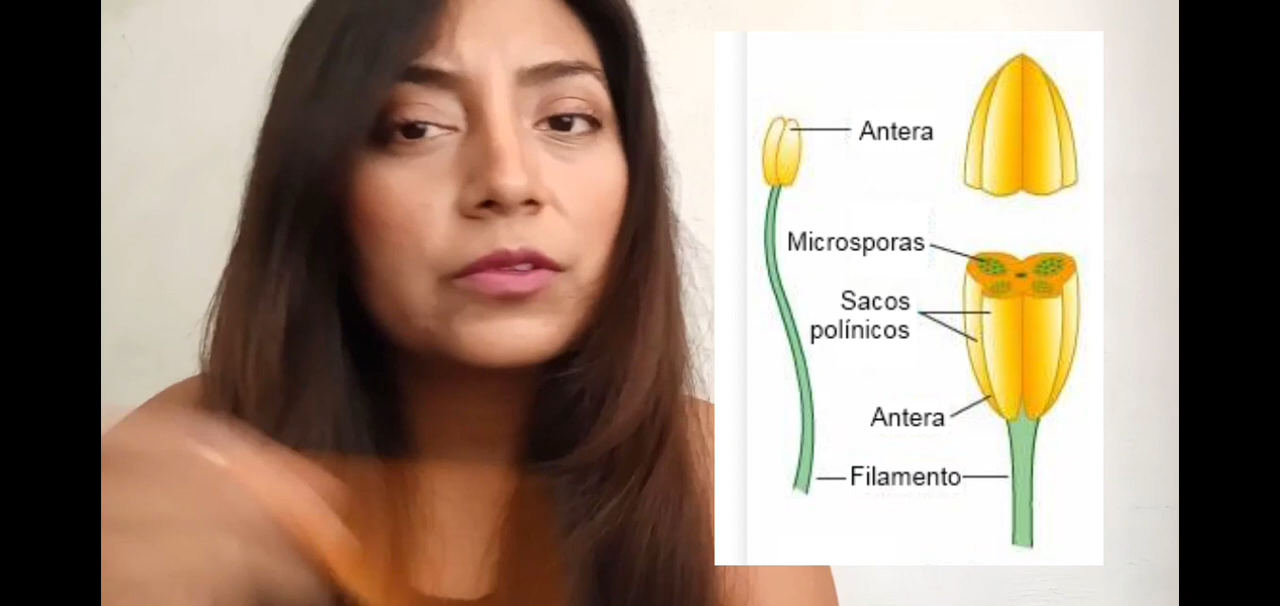 Antera
Microsporas
Sacos
polínicos
Antera
Filamento